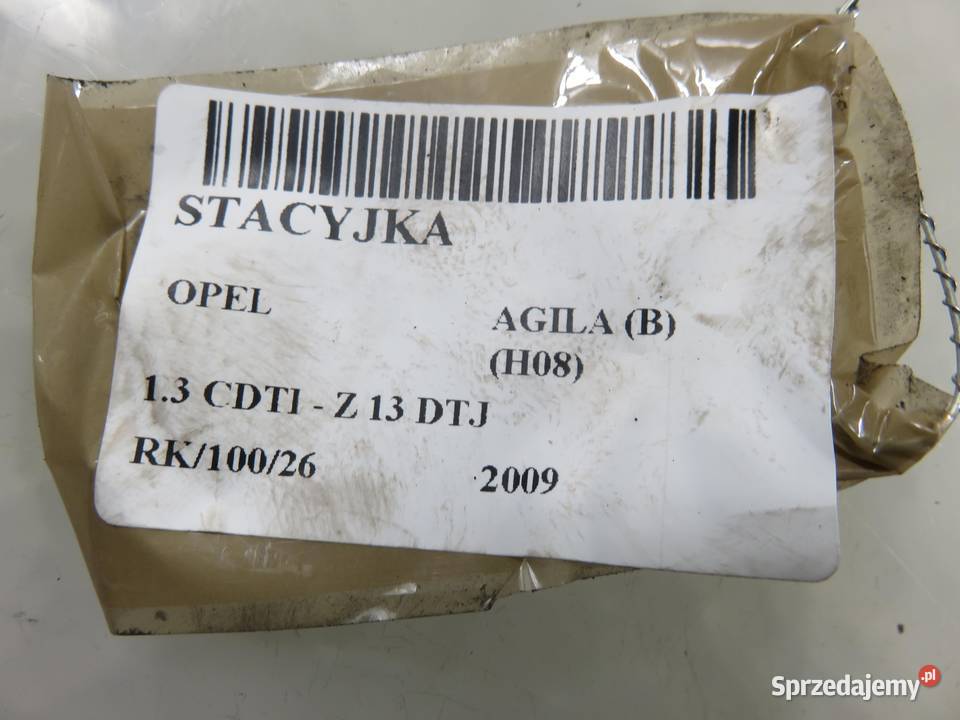 STACYJKA
OPEL
AGILA (B)
(H08)
1.3 CDTI - Z 13 DTJ
RK/100/26
2009
Sprzedajemy.pl